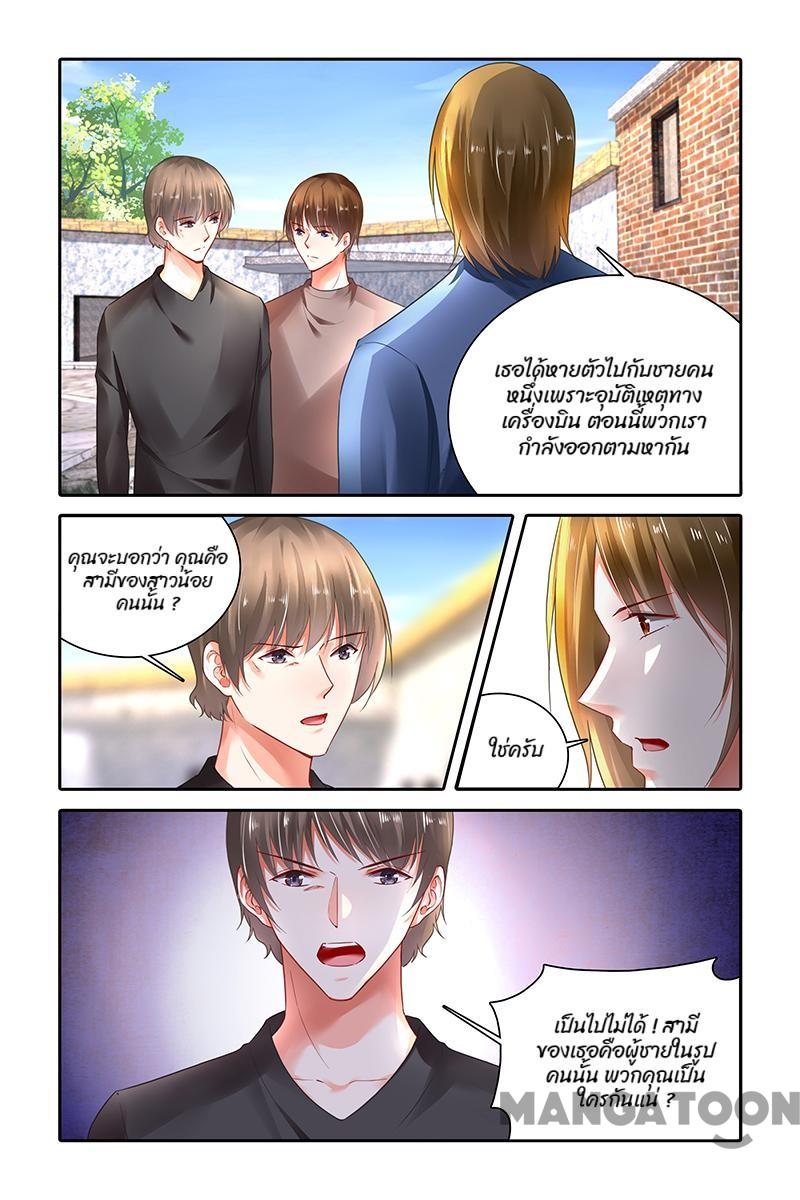 เธอได้หายตัวไปกับชายคน
หนึ่งเพราะอุบัติเหตุทาง
เครื่องบิน ตอนนี้พวกเรา
กำลังออกตามหากัน
คุณจะบอกว่า คุณคือ
สามีของสาวน้อย
คนนั้น ?
ใช่ครับ
เป็นไปไม่ได้ ! สามี
ของเธอคือผู้ชายในรูป
คนนั้น พวกคุณเป็น
ใครกันแน่ ?
MANGATOON